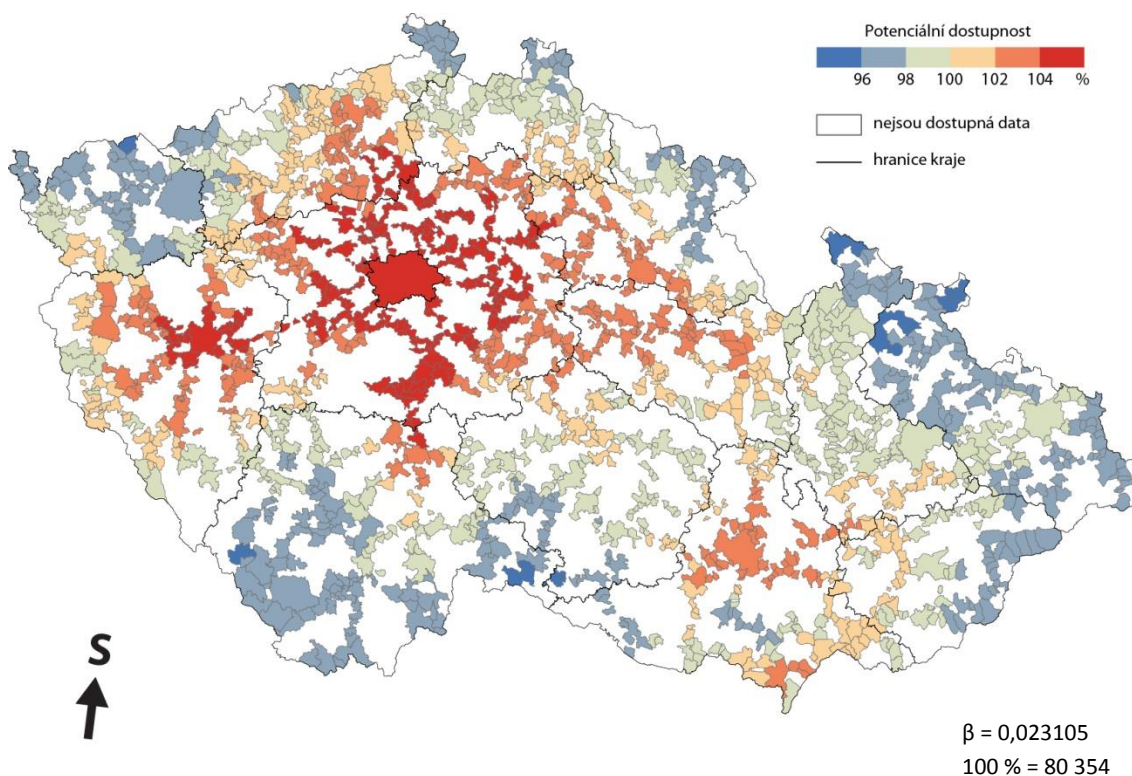 Potenciální dostupnost
96 98 100 102 104 %
nejsou dostupná data
hranice kraje
S
β = 0,023105
100 % = 80 354